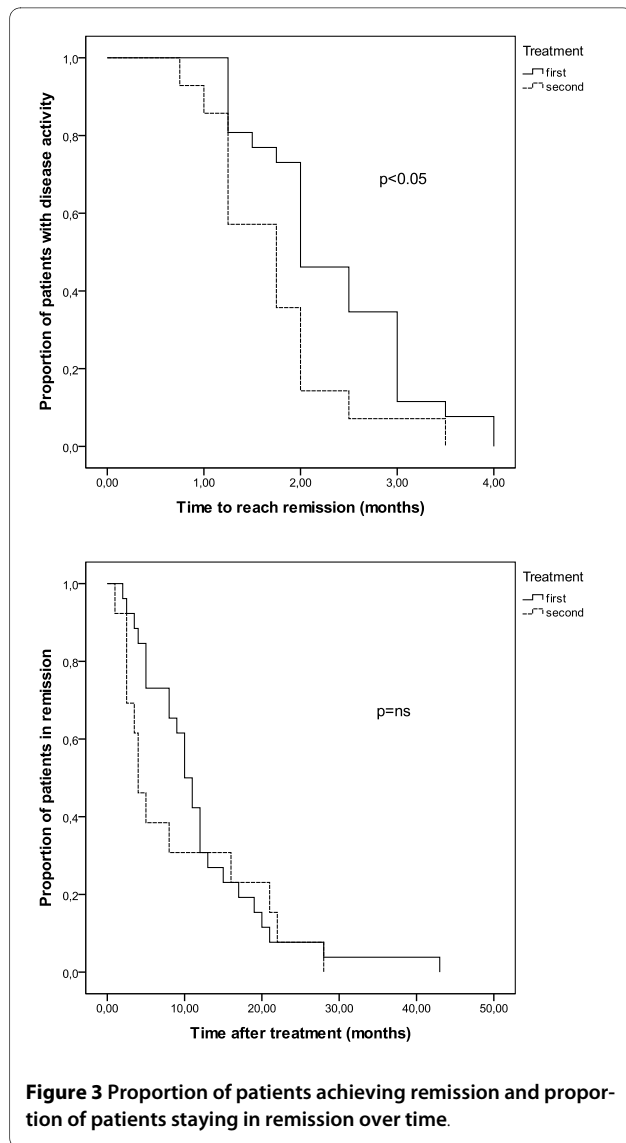 Treatment
first
second
p<0.05
Proportion of patients with disease activity
1,0
0,8
0,6
0,4
0,2
0,0
0,00 1,00 2,00 3,00 4,00
Time to reach remission (months)
Treatment
first
second
p=ns
Proportion of patients in remission
1,0
0,8
0,6
0,4
0,2
0,0
0,00 10,00 20,00 30,00 40,00 50,00
Time after treatment (months)
Figure 3 Proportion of patients achieving remission and propor-
tion of patients staying in remission over time.